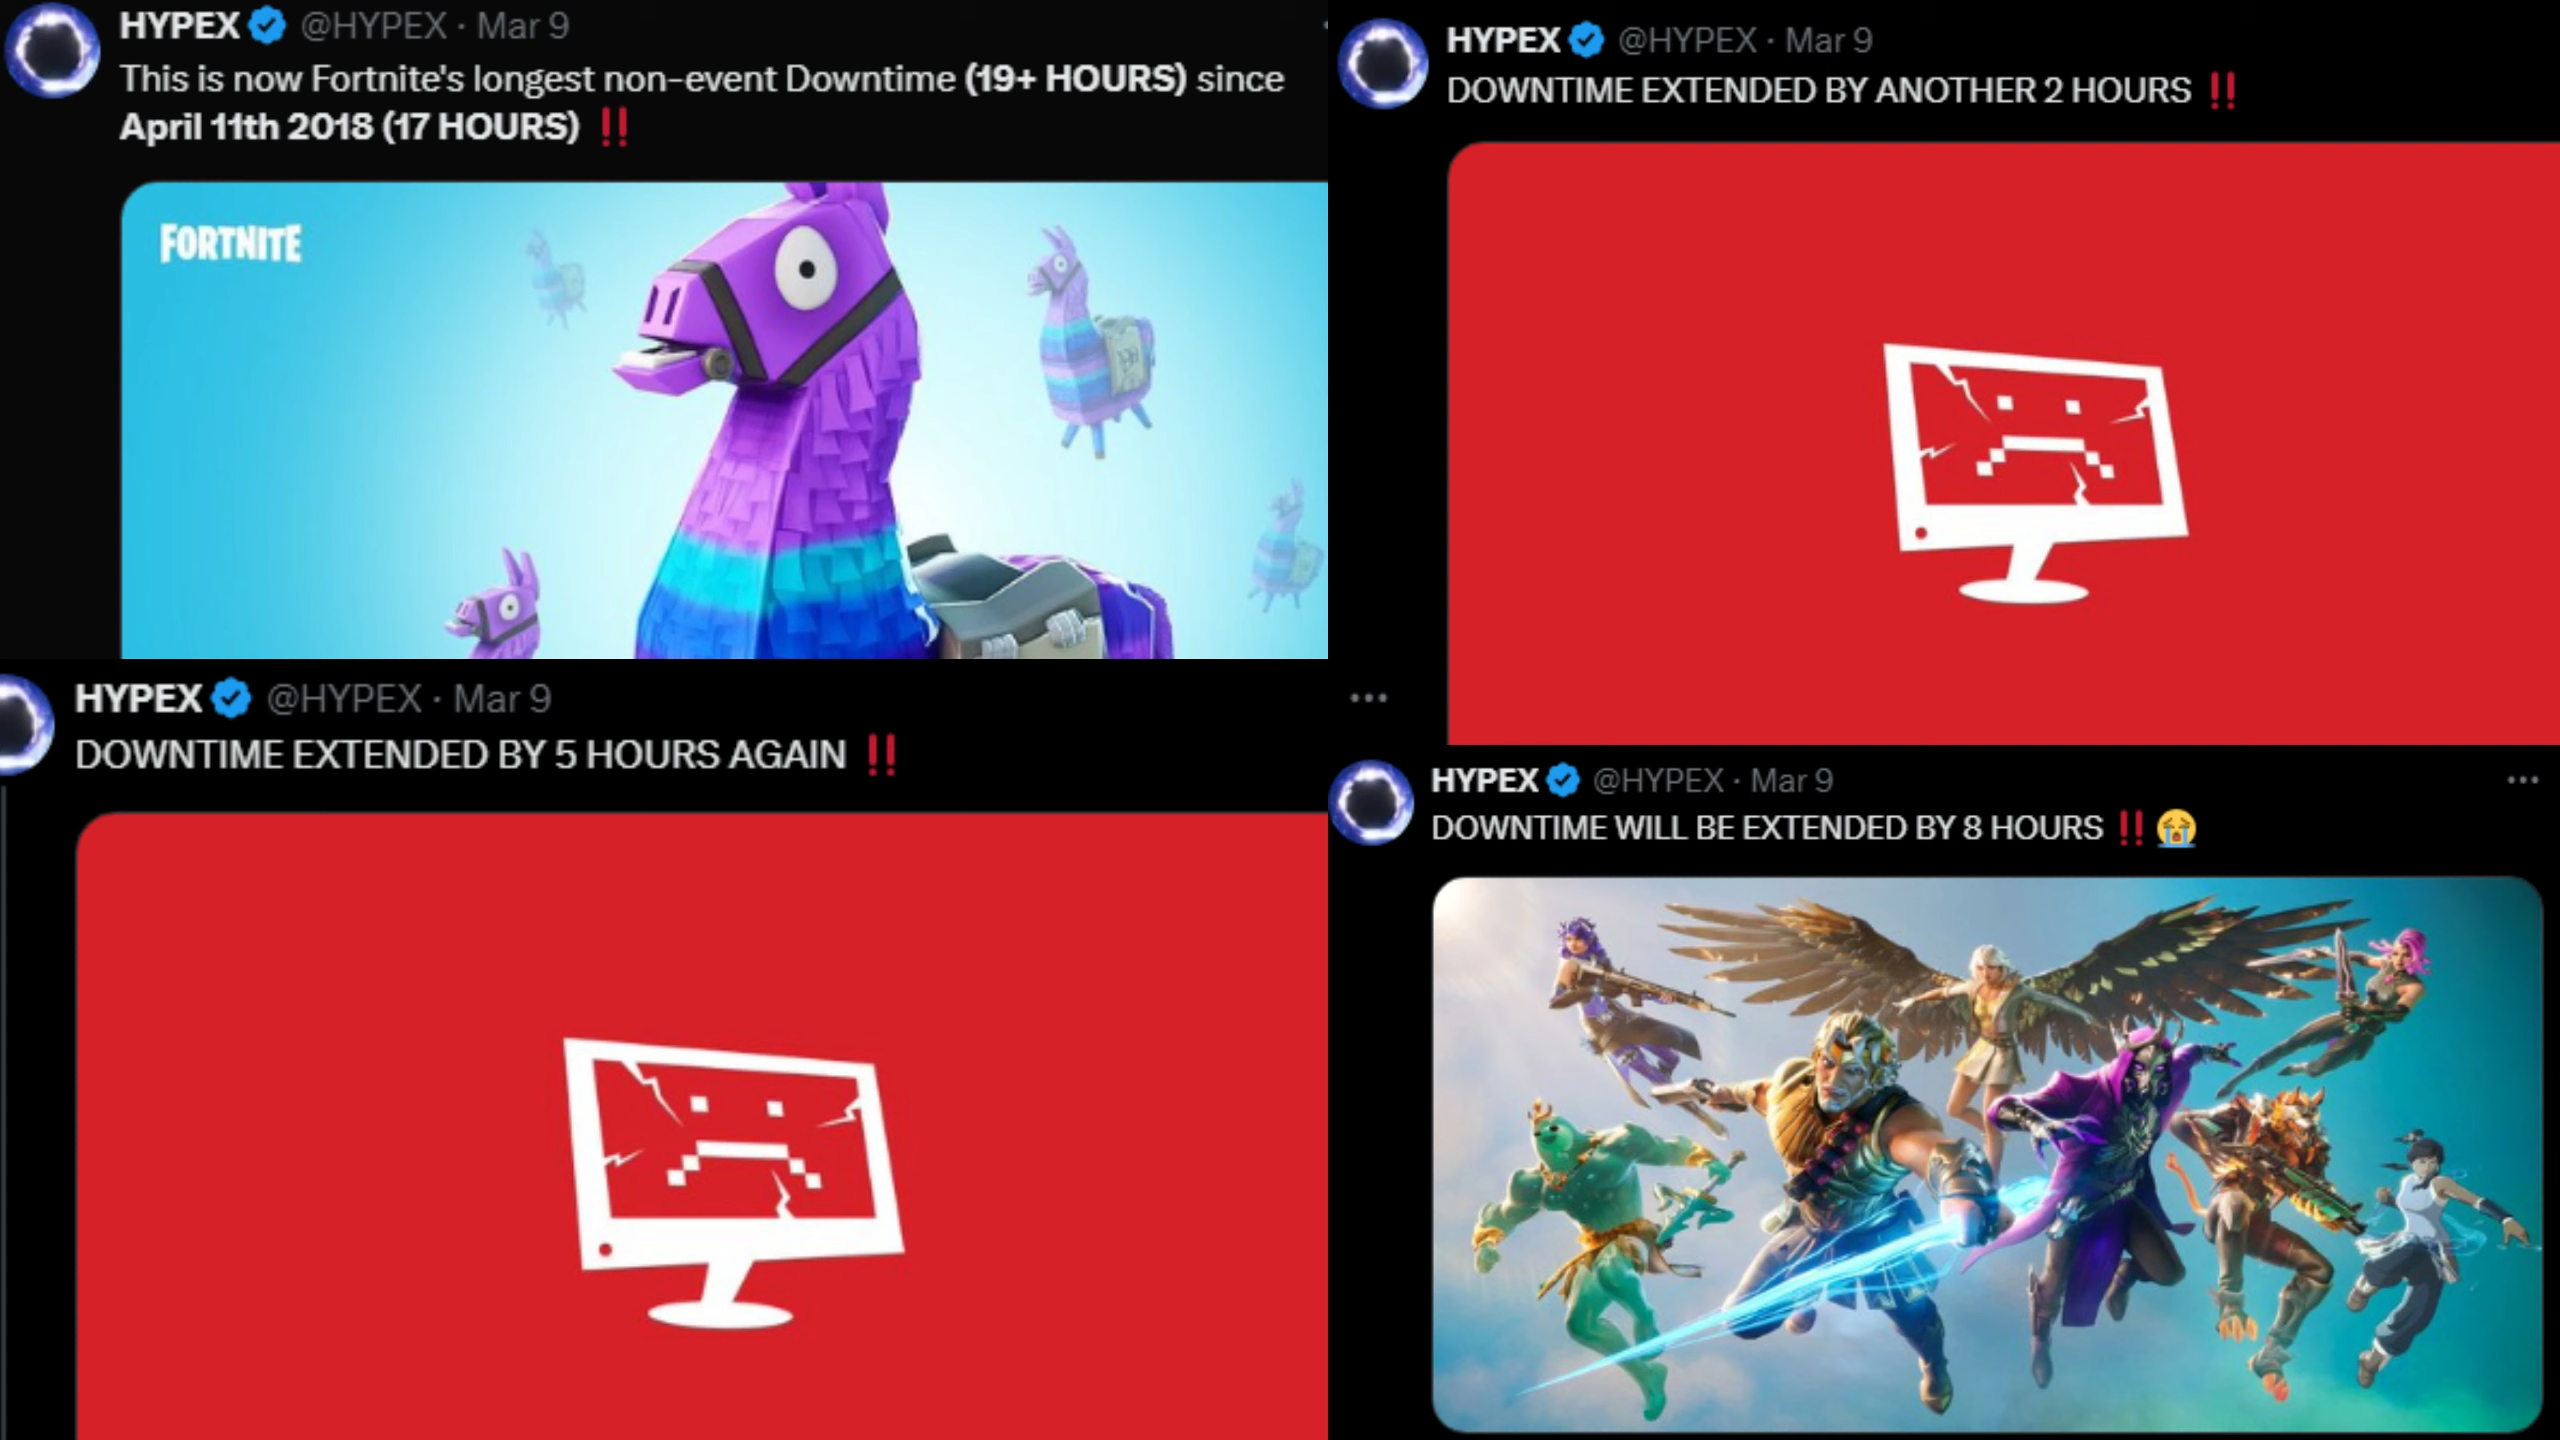 HYPEX @HYPEX · Mar 9
This is now Fortnite's longest non-event Downtime (19+ HOURS) since
April 11th 2018 (17 HOURS) ‼️
FORTNITE
HYPEX @HYPEX · Mar 9
DOWNTIME EXTENDED BY ANOTHER 2 HOURS ‼️
HYPEX @HYPEX · Mar 9
DOWNTIME EXTENDED BY 5 HOURS AGAIN ‼️
HYPEX @HYPEX · Mar 9
DOWNTIME WILL BE EXTENDED BY 8 HOURS ‼️😭